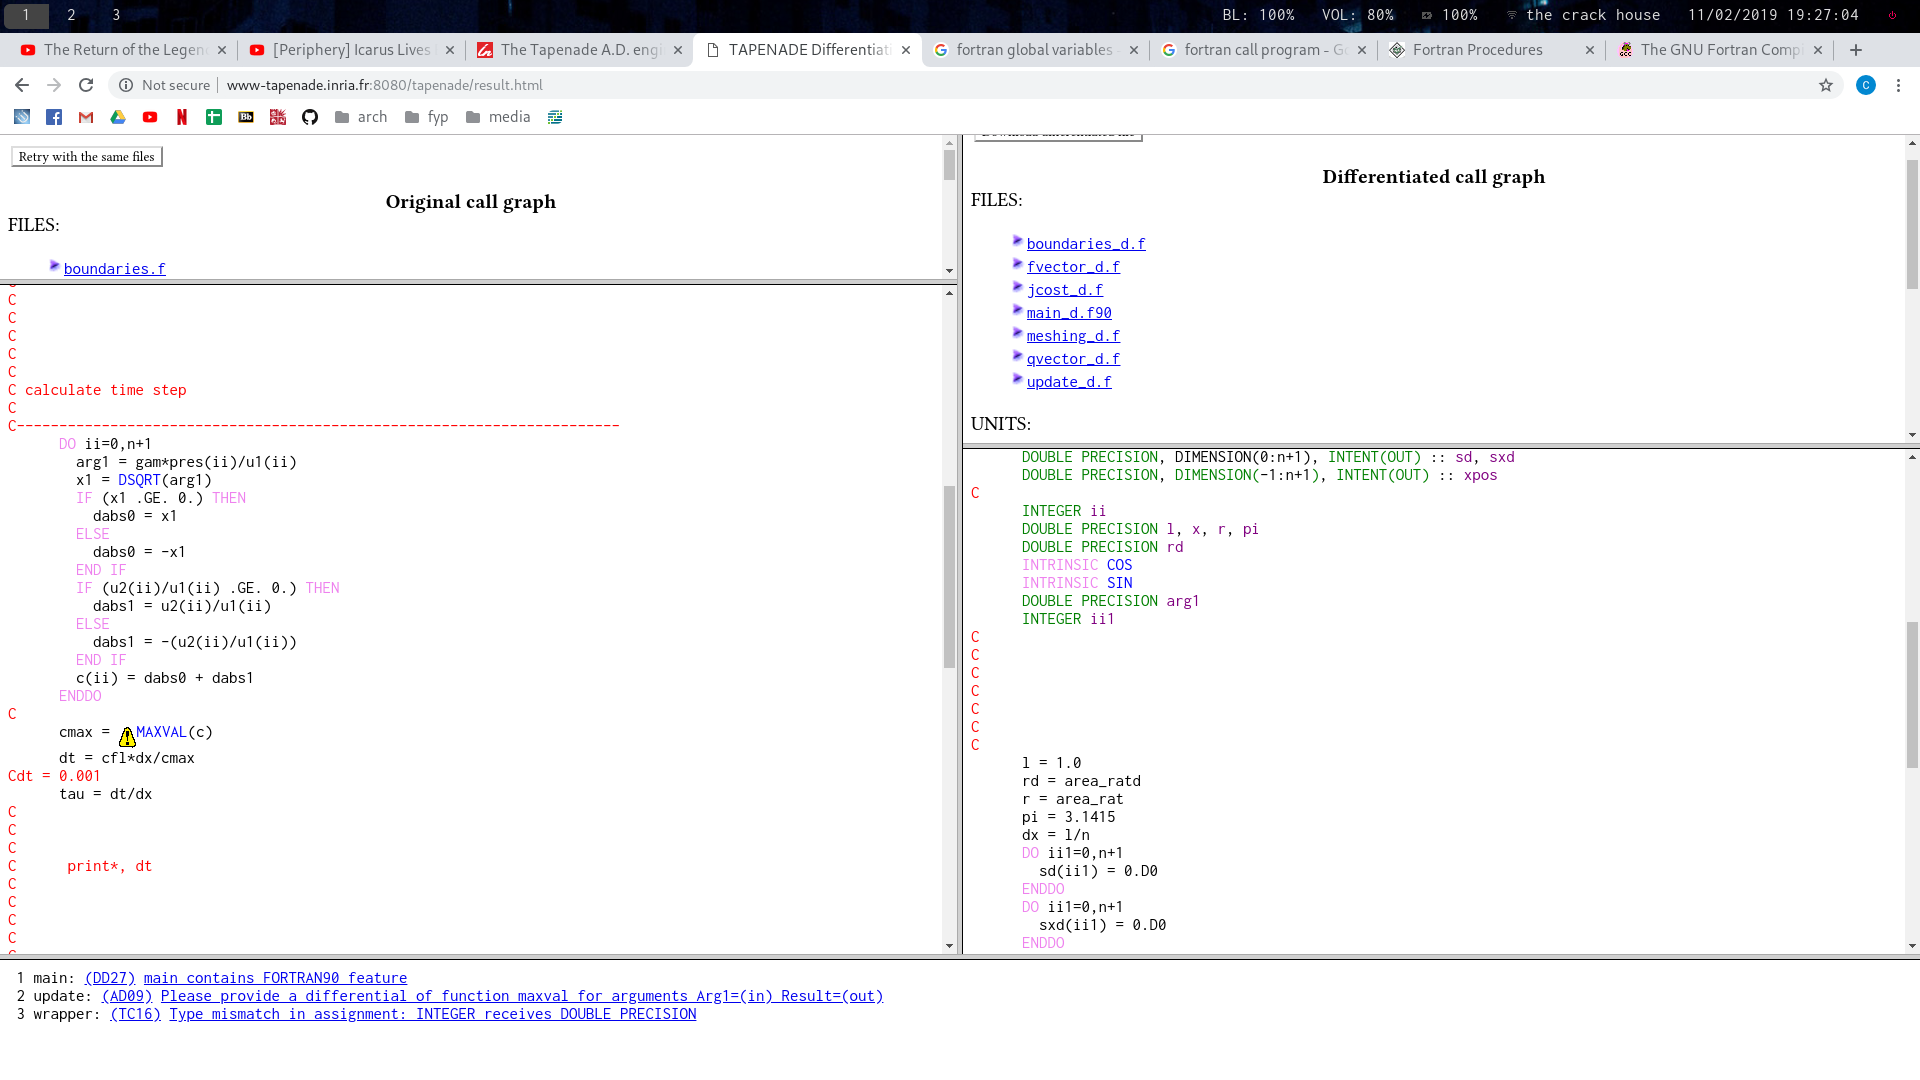 1 2 3 BL: 100% VOL: 80% 100% the crack house 11/02/2019 19:27:04
The Return of the Legen [Periphery] Icarus Lives The Tapenade A.D. eng TAPENADE Differentiati fortran global variables fortran call program - Go Fortran Procedures The GNU Fortran Comp
Not secure www-tapenade.inria.fr:8080/tapenade/result.html C
Bb arch fyp media
Retry with the same files
Original call graph
FILES:
boundaries.f
C
C
C
C
C
C calculate time step
C
C-----------------------------------------------------------------------
DO ii=0,n+1
arg1 = gam*pres(ii)/u1(ii)
x1 = DSQRT(arg1)
IF (x1 .GE. 0.) THEN
dabs0 = x1
ELSE
dabs0 = -x1
END IF
IF (u2(ii)/u1(ii) .GE. 0.) THEN
dabs1 = u2(ii)/u1(ii)
ELSE
dabs1 = -(u2(ii)/u1(ii))
END IF
c(ii) = dabs0 + dabs1
ENDDO
C
cmax = MAXVAL(c)
dt = cfl*dx/cmax
Cdt = 0.001
tau = dt/dx
C
C
C
C print*, dt
C
C
C
C
Differentiated call graph
FILES:
boundaries_d.f
fvector_d.f
jcost_d.f
main_d.f90
meshing_d.f
qvector_d.f
update_d.f
UNITS:
DOUBLE PRECISION, DIMENSION(0:n+1), INTENT(OUT) :: sd, sxd
DOUBLE PRECISION, DIMENSION(-1:n+1), INTENT(OUT) :: xpos
C
INTEGER ii
DOUBLE PRECISION l, x, r, pi
DOUBLE PRECISION rd
INTRINSIC COS
INTRINSIC SIN
DOUBLE PRECISION arg1
INTEGER ii1
C
C
C
C
C
C
C
l = 1.0
rd = area_ratd
r = area_rat
pi = 3.1415
dx = l/n
DO ii1=0,n+1
sd(ii1) = 0.D0
ENDDO
DO ii1=0,n+1
sxd(ii1) = 0.D0
ENDDO
1 main: (DD27) main contains FORTRAN90 feature
2 update: (AD09) Please provide a differential of function maxval for arguments Arg1=(in) Result=(out)
3 wrapper: (TC16) Type mismatch in assignment: INTEGER receives DOUBLE PRECISION